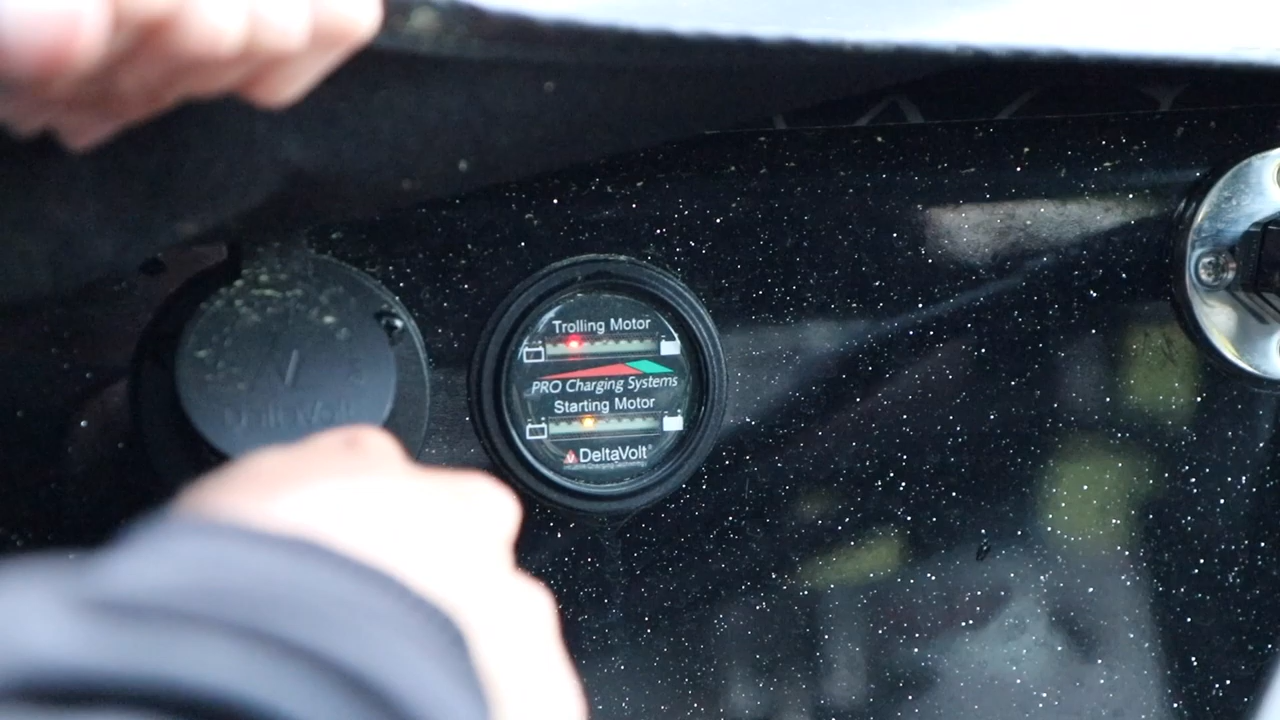 Trolling Motor
PRO Charging Systems
Starting Motor
DeltaVolt®